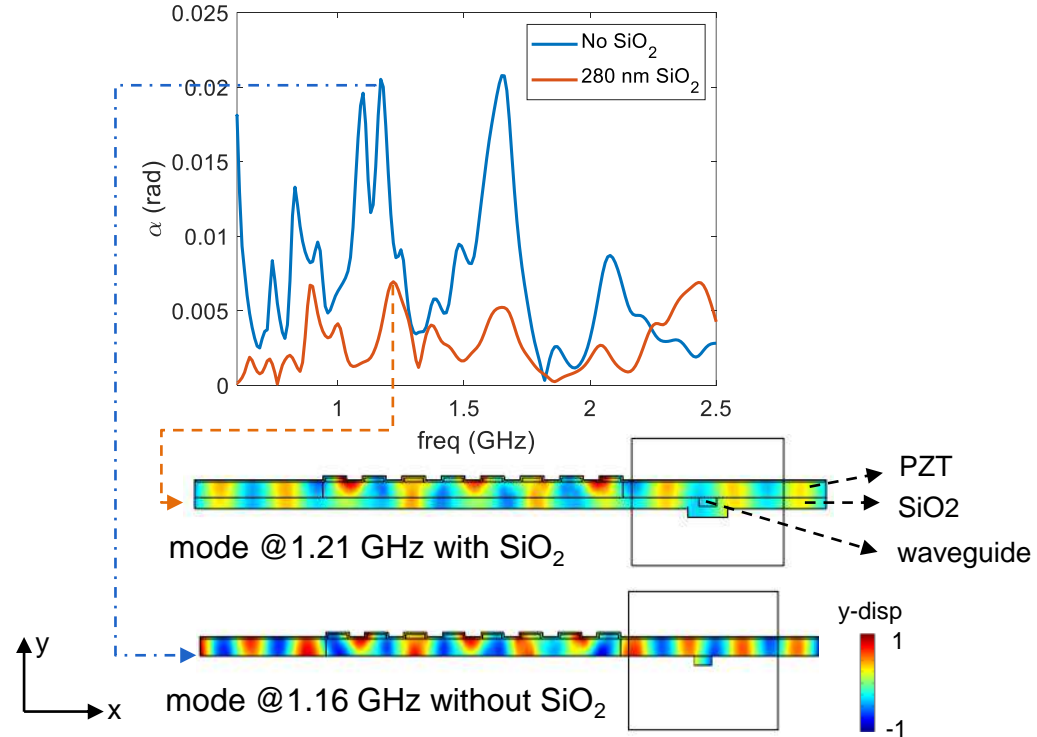 0.025
0.02
0.015
0.01
0.005
0
α (rad)
No SiO₂
280 nm SiO₂
1
1.5
2
2.5
freq (GHz)
PZT
SiO2
waveguide
mode @1.21 GHz with SiO₂
y-disp
1
-1
y
x
mode @1.16 GHz without SiO₂